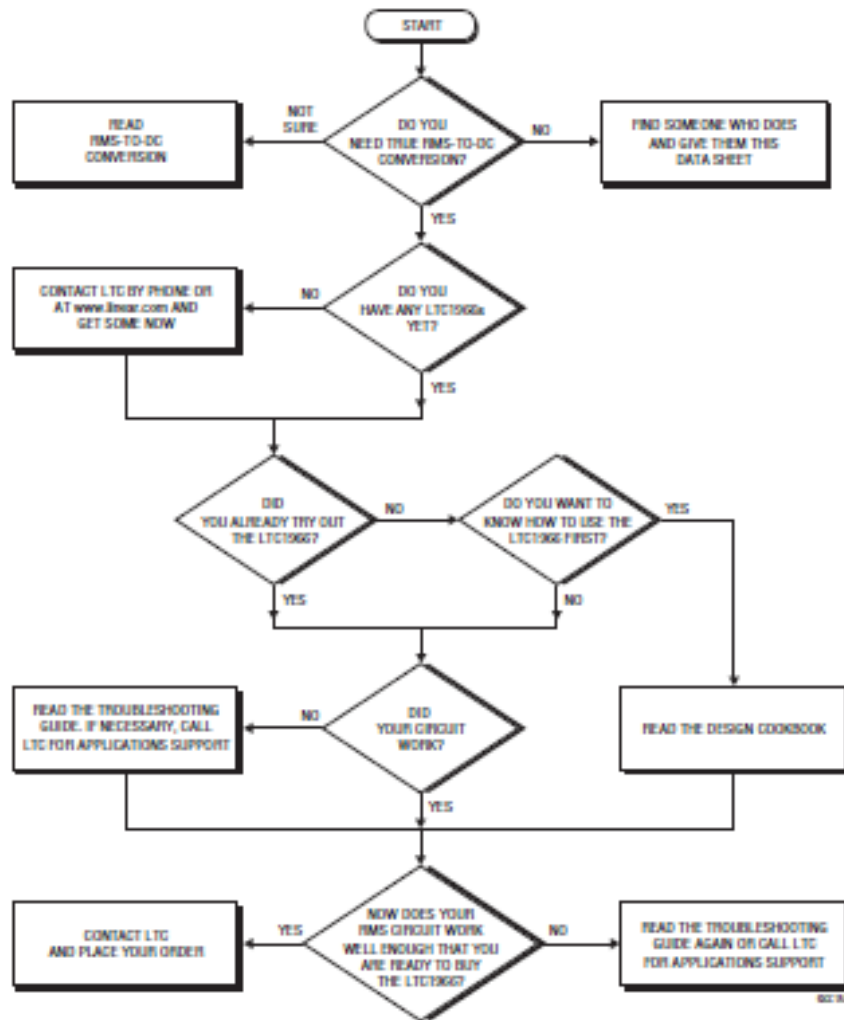 START
DO YOU
NEED TRUE RMS-TO-DC
CONVERSION?
NOT
SURE
READ
RMS-TO-DC
CONVERSION
NO
FIND SOMEONE WHO DOES
AND GIVE THEM THIS
DATA SHEET
YES
DO YOU
HAVE ANY LTC1966s
YET?
NO
CONTACT LTC BY PHONE OR
AT www.linear.com AND
GET SOME NOW
YES
DID
YOU ALREADY TRY OUT
THE LTC1966?
NO
DO YOU WANT TO
KNOW HOW TO USE THE
LTC1966 FIRST?
YES
YES
NO
READ THE TROUBLESHOOTING
GUIDE. IF NECESSARY, CALL
LTC FOR APPLICATIONS SUPPORT
NO
DID
YOUR CIRCUIT
WORK?
READ THE DESIGN COOKBOOK
YES
CONTACT LTC
AND PLACE YOUR ORDER
YES
NOW DOES YOUR
RMS CIRCUIT WORK
WELL ENOUGH THAT YOU
ARE READY TO BUY
THE LTC1966?
NO
READ THE TROUBLESHOOTING
GUIDE AGAIN OR CALL LTC
FOR APPLICATIONS SUPPORT